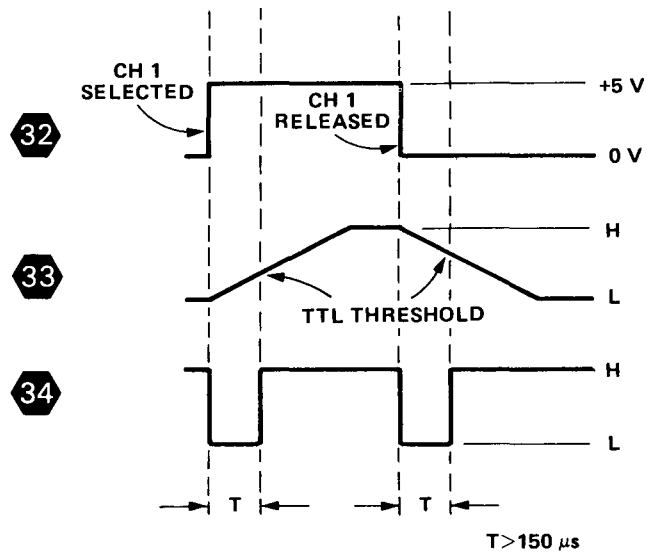 CH 1
SELECTED
+5 V
CH 1
RELEASED
32
0 V
H
33
TTL THRESHOLD
L
34
H
L
T
T
T>150 μs